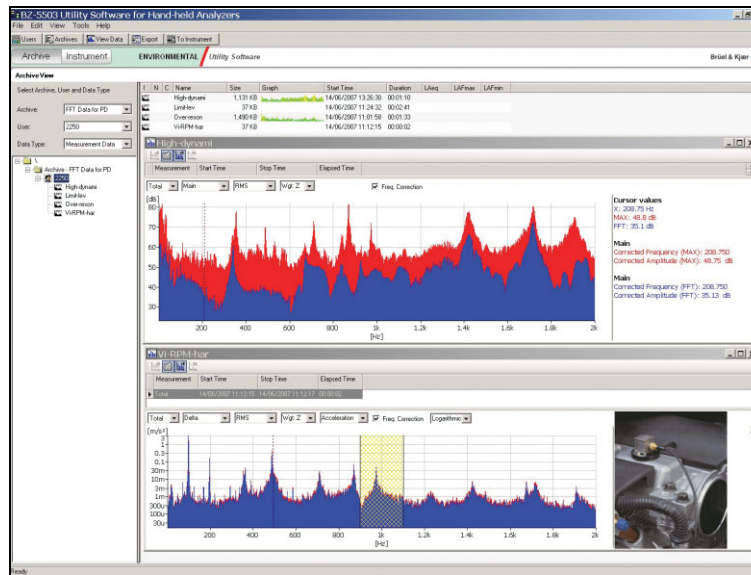 BZ-5503 Utility Software for Hand-held Analyzers
File Edit View Tools Help
Users Archives View Data Export To Instrument
Archive Instrument ENVIRONMENTAL Utility Software Brüel & Kjær
Archive View
Select Archive, User and Data Type
Archive: FFT Data for PD
User: 2250
Data Type: Measurement Data
\
Archive - FFT Data for PD
2250
High-dynami
Limit-lev
Over-reson
Vi-RPM-har
I N C Name Size Graph Start Time Duration LAeq LAFmax LAFmin
High-dynami 1,131 KB 14/06/2007 13:26:30 00:01:10
Limit-lev 37 KB 14/06/2007 11:24:32 00:02:41
Over-reson 1,490 KB 14/06/2007 11:01:58 00:01:33
Vi-RPM-har 37 KB 14/06/2007 11:12:15 00:00:02
High-dynami
Measurement Start Time Stop Time Elapsed Time
Total Main RMS Wgt: Z Freq. Correction
[dB]
80
70
60
50
40
30
200 400 600 800 1k 1.2k 1.4k 1.6k 1.8k 2k
[Hz]
Cursor values
X: 208.75 Hz
MAX: 48.8 dB
FFT: 35.1 dB
Main
Corrected Frequency (MAX): 208.750
Corrected Amplitude (MAX): 48.75 dB
Main
Corrected Frequency (FFT): 208.750
Corrected Amplitude (FFT): 35.13 dB
Vi-RPM-har
Measurement Start Time Stop Time Elapsed Time
Total 14/06/2007 11:12:15 14/06/2007 11:12:17 00:00:02
Total Delta RMS Wgt: Z Acceleration Freq. Correction Logarithmic
[m/s²]
3
1
0.3
0.1
30m
10m
3m
1m
300u
100u
30u
200 400 600 800 1k 1.2k 1.4k 1.6k 1.8k 2k
[Hz]
Ready